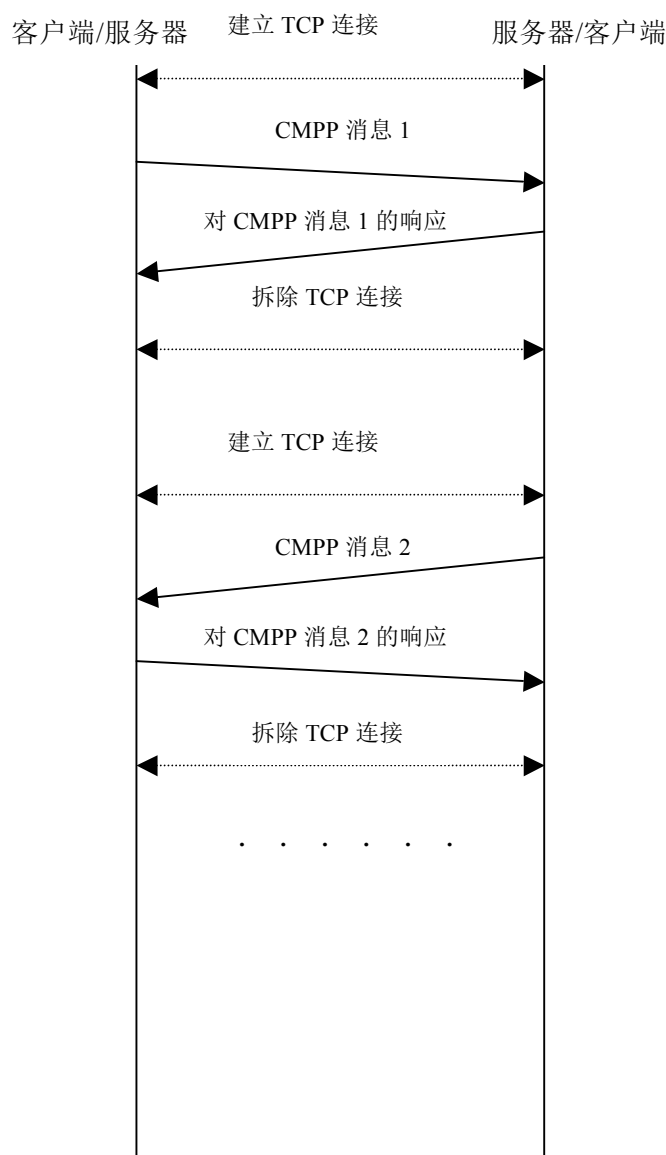 客户端/服务器
建立 TCP 连接
服务器/客户端
CMPP 消息 1
对 CMPP 消息 1 的响应
拆除 TCP 连接
建立 TCP 连接
CMPP 消息 2
对 CMPP 消息 2 的响应
拆除 TCP 连接
. . . . . .